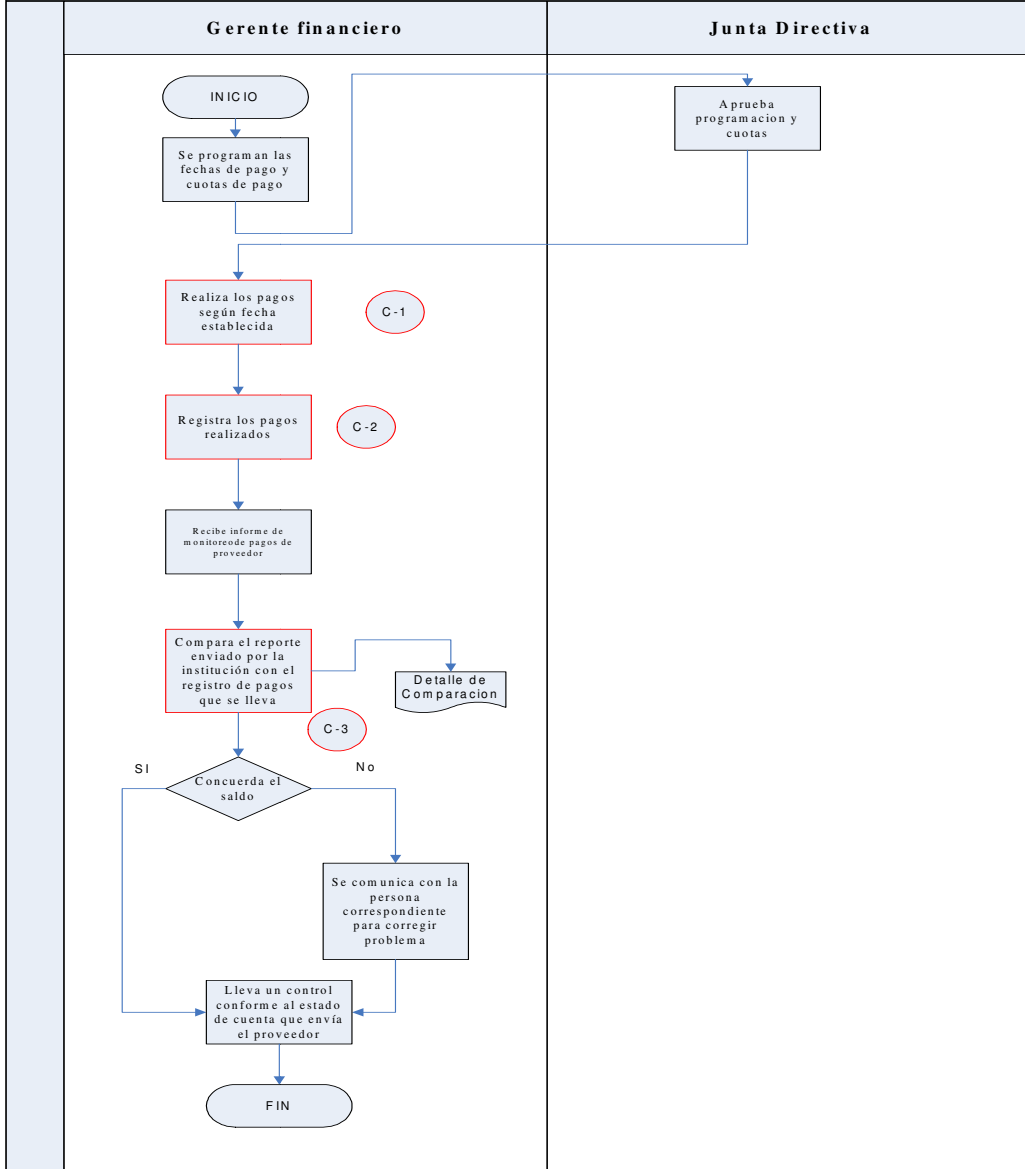 Gerente financiero
Junta Directiva
INICIO
Se programan las
fechas de pago y
cuotas de pago
Aprueba
programacion y
cuotas
Realiza los pagos
según fecha
establecida
C-1
Registra los pagos
realizados
C-2
Recibe informe de
monitoreode pagos de
proveedor
Compara el reporte
enviado por la
institución con el
registro de pagos
que se lleva
Detalle de
Comparacion
C-3
SI
No
Concuerda el
saldo
Se comunica con la
persona
correspondiente
para corregir
problema
Lleva un control
conforme al estado
de cuenta que envía
el proveedor
FIN